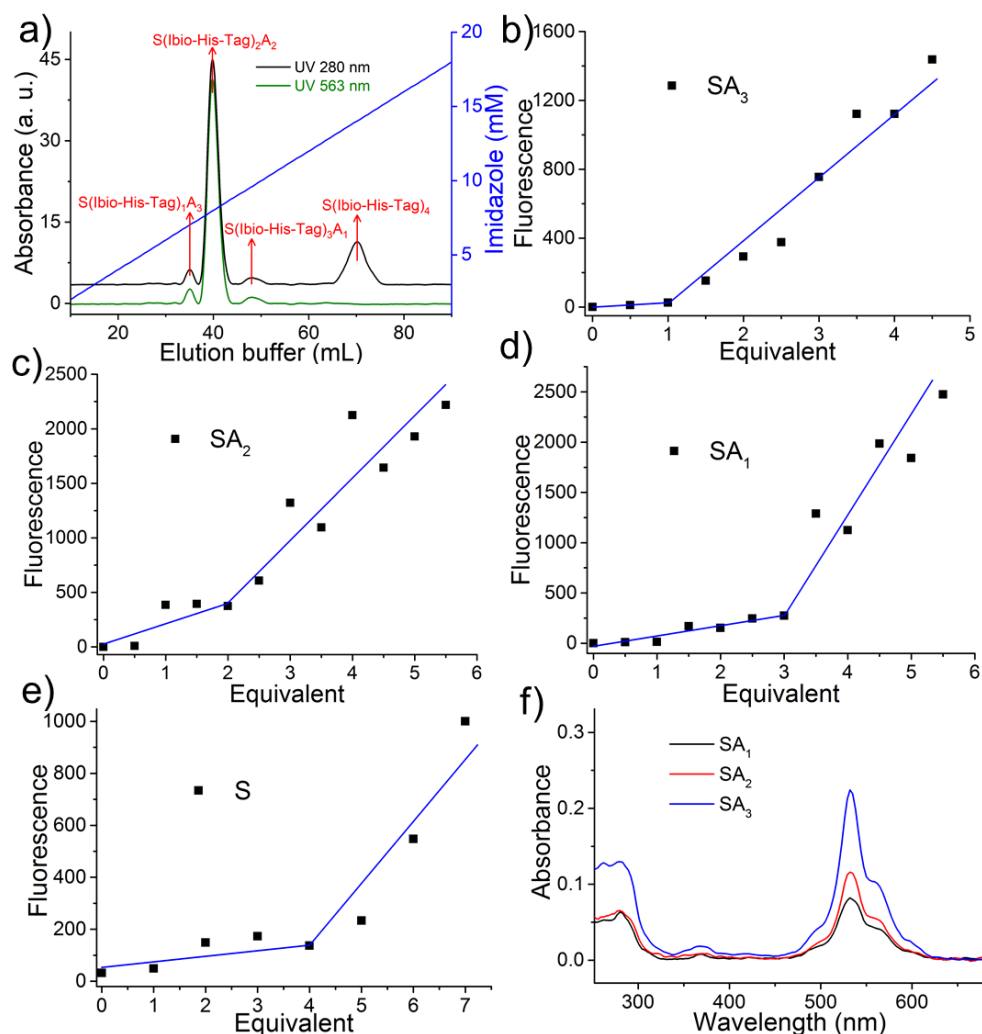 a)
S(Ibio-His-Tag)₂A₂
UV 280 nm
UV 563 nm
S(Ibio-His-Tag)₁A₃
S(Ibio-His-Tag)₃A₁
S(Ibio-His-Tag)₄
Absorbance (a. u.)
45
30
15
0
20
15
10
5
0
Imidazole (mM)
20 40 60 80
Elution buffer (mL)
b)
SA₃
Fluorescence
1600
1200
800
400
0
0 1 2 3 4 5
Equivalent
c)
SA₂
Fluorescence
2500
2000
1500
1000
500
0
0 1 2 3 4 5 6
Equivalent
d)
SA₁
Fluorescence
2500
2000
1500
1000
500
0
0 1 2 3 4 5 6
Equivalent
e)
S
Fluorescence
1000
800
600
400
200
0
0 1 2 3 4 5 6 7
Equivalent
f)
SA₁
SA₂
SA₃
Absorbance
0.3
0.2
0.1
0.0
300 400 500 600
Wavelength (nm)